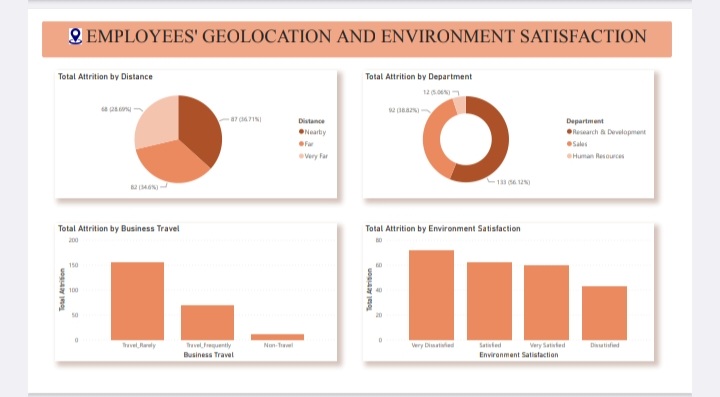 EMPLOYEES' GEOLOCATION AND ENVIRONMENT SATISFACTION
Total Attrition by Distance
68 (28.69%)
87 (36.71%)
82 (34.6%)
Distance
Nearby
Far
Very Far
Total Attrition by Department
12 (5.06%)
92 (38.82%)
133 (56.12%)
Department
Research & Development
Sales
Human Resources
Total Attrition by Business Travel
Total Attrition
200
150
100
50
0
Travel_Rarely
Travel_Frequently
Non-Travel
Business Travel
Total Attrition by Environment Satisfaction
Total Attrition
80
60
40
20
0
Very Dissatisfied
Satisfied
Very Satisfied
Dissatisfied
Environment Satisfaction